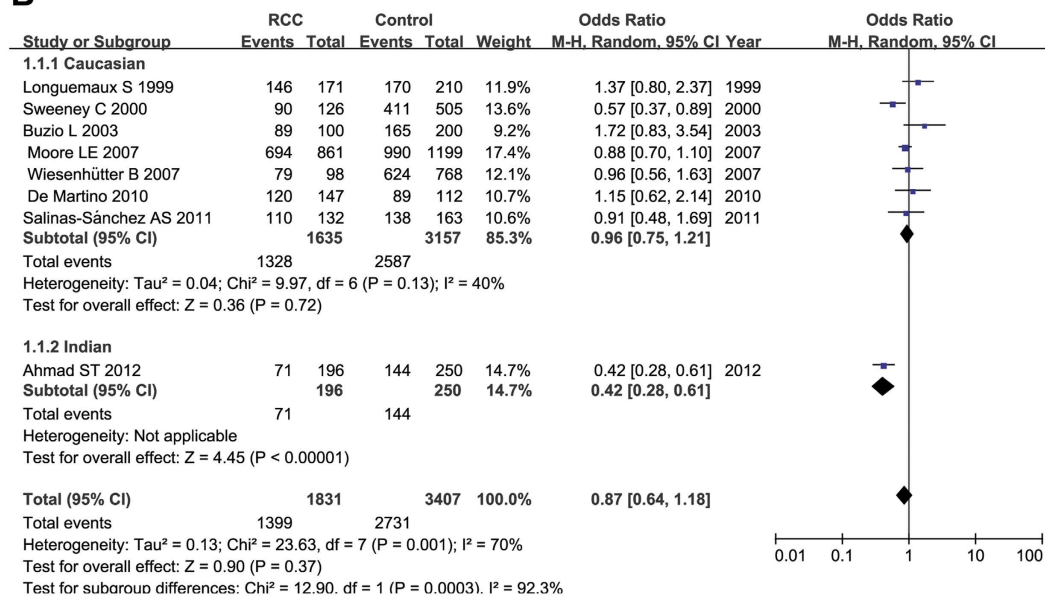 B
RCC Control Odds Ratio Odds Ratio
Study or Subgroup Events Total Events Total Weight M-H, Random, 95% CI Year M-H, Random, 95% CI
1.1.1 Caucasian
Longuemaux S 1999 146 171 170 210 11.9% 1.37 [0.80, 2.37] 1999
Sweeney C 2000 90 126 411 505 13.6% 0.57 [0.37, 0.89] 2000
Buzio L 2003 89 100 165 200 9.2% 1.72 [0.83, 3.54] 2003
Moore LE 2007 694 861 990 1199 17.4% 0.88 [0.70, 1.10] 2007
Wiesenhütter B 2007 79 98 624 768 12.1% 0.96 [0.56, 1.63] 2007
De Martino 2010 120 147 89 112 10.7% 1.15 [0.62, 2.14] 2010
Salinas-Sánchez AS 2011 110 132 138 163 10.6% 0.91 [0.48, 1.69] 2011
Subtotal (95% CI) 1635 3157 85.3% 0.96 [0.75, 1.21]
Total events 1328 2587
Heterogeneity: Tau² = 0.04; Chi² = 9.97, df = 6 (P = 0.13); I² = 40%
Test for overall effect: Z = 0.36 (P = 0.72)
1.1.2 Indian
Ahmad ST 2012 71 196 144 250 14.7% 0.42 [0.28, 0.61] 2012
Subtotal (95% CI) 196 250 14.7% 0.42 [0.28, 0.61]
Total events 71 144
Heterogeneity: Not applicable
Test for overall effect: Z = 4.45 (P < 0.00001)
Total (95% CI) 1831 3407 100.0% 0.87 [0.64, 1.18]
Total events 1399 2731
Heterogeneity: Tau² = 0.13; Chi² = 23.63, df = 7 (P = 0.001); I² = 70%
Test for overall effect: Z = 0.90 (P = 0.37)
Test for subgroup differences: Chi² = 12.90, df = 1 (P = 0.0003), I² = 92.3%
0.01 0.1 1 10 100